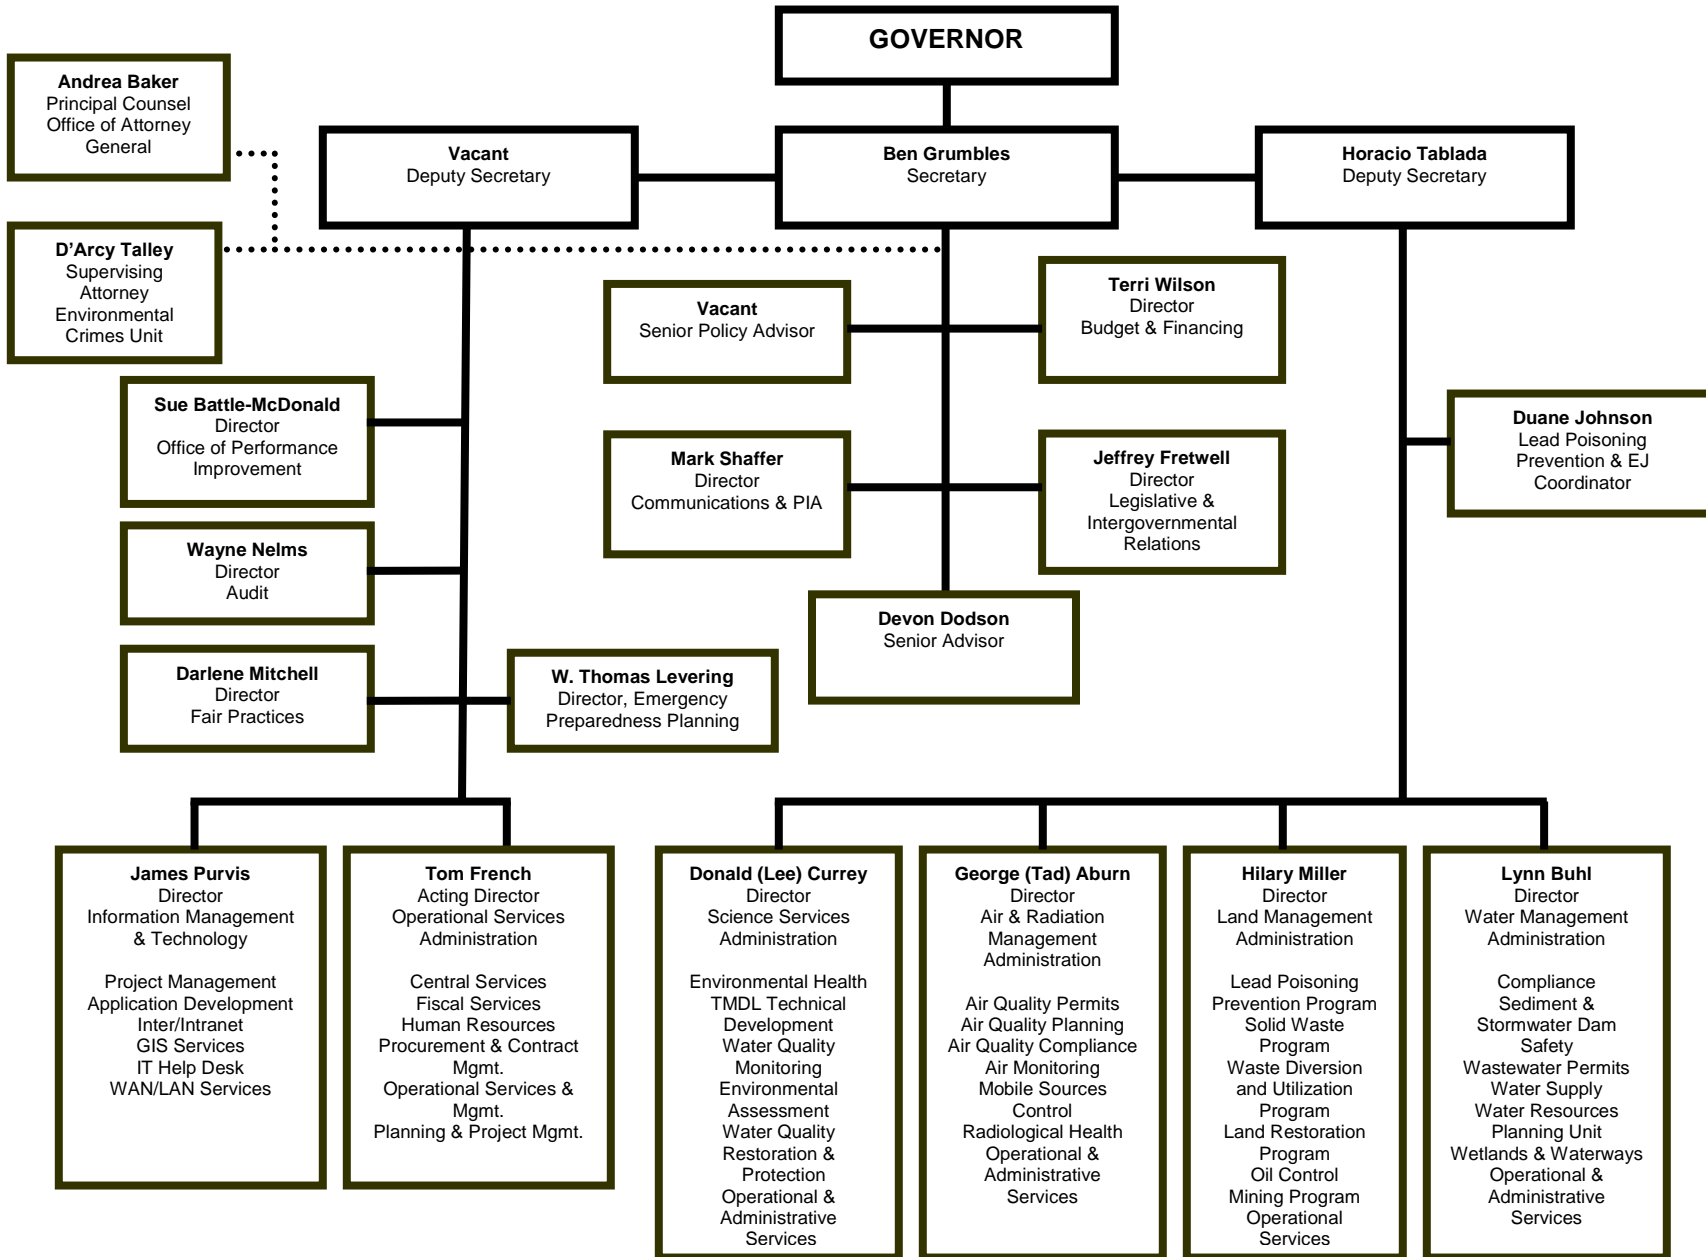 GOVERNOR
Andrea Baker
Principal Counsel
Office of Attorney
General
Vacant
Deputy Secretary
Ben Grumbles
Secretary
Horacio Tablada
Deputy Secretary
D'Arcy Talley
Supervising
Attorney
Environmental
Crimes Unit
Vacant
Senior Policy Advisor
Terri Wilson
Director
Budget & Financing
Sue Battle-McDonald
Director
Office of Performance
Improvement
Mark Shaffer
Director
Communications & PIA
Jeffrey Fretwell
Director
Legislative &
Intergovernmental
Relations
Duane Johnson
Lead Poisoning
Prevention & EJ
Coordinator
Wayne Nelms
Director
Audit
Devon Dodson
Senior Advisor
Darlene Mitchell
Director
Fair Practices
W. Thomas Levering
Director, Emergency
Preparedness Planning
James Purvis
Director
Information Management
& Technology
Project Management
Application Development
Inter/Intranet
GIS Services
IT Help Desk
WAN/LAN Services
Tom French
Acting Director
Operational Services
Administration
Central Services
Fiscal Services
Human Resources
Procurement & Contract
Mgmt.
Operational Services &
Mgmt.
Planning & Project Mgmt.
Donald (Lee) Currey
Director
Science Services
Administration
Environmental Health
TMDL Technical
Development
Water Quality
Monitoring
Environmental
Assessment
Water Quality
Restoration &
Protection
Operational &
Administrative
Services
George (Tad) Aburn
Director
Air & Radiation
Management
Administration
Air Quality Permits
Air Quality Planning
Air Quality Compliance
Air Monitoring
Mobile Sources
Control
Radiological Health
Operational &
Administrative
Services
Hilary Miller
Director
Land Management
Administration
Lead Poisoning
Prevention Program
Solid Waste
Program
Waste Diversion
and Utilization
Program
Land Restoration
Program
Oil Control
Mining Program
Operational
Services
Lynn Buhl
Director
Water Management
Administration
Compliance
Sediment &
Stormwater Dam
Safety
Wastewater Permits
Water Supply
Water Resources
Planning Unit
Wetlands & Waterways
Operational &
Administrative
Services